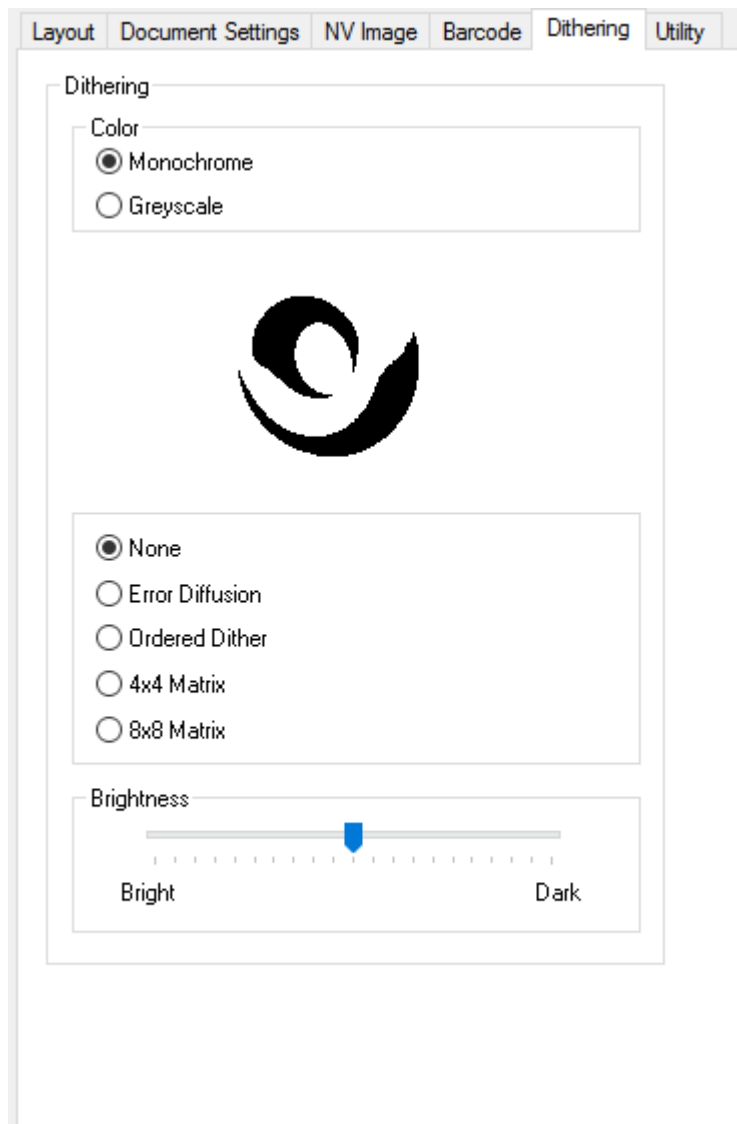 Layout Document Settings NV Image Barcode Dithering Utility
Dithering
Color
Monochrome
Greyscale
None
Error Diffusion
Ordered Dither
4x4 Matrix
8x8 Matrix
Brightness
Bright Dark